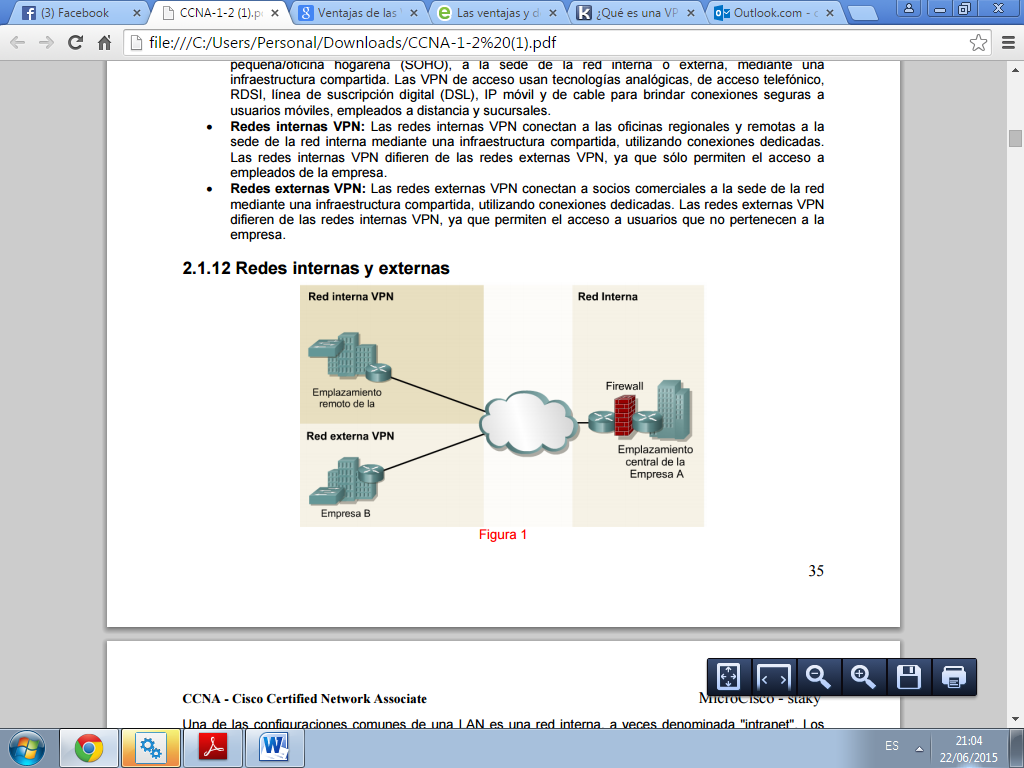 (3) Facebook
CCNA-1-2 (1).p
Ventajas de las
Las ventajas y d
¿Qué es una VP
Outlook.com -
file:///C:/Users/Personal/Downloads/CCNA-1-2%20(1).pdf
pequeña/oficina hogareña (SOHO), a la sede de la red interna o externa, mediante una
infraestructura compartida. Las VPN de acceso usan tecnologías analógicas, de acceso telefónico,
RDSI, línea de suscripción digital (DSL), IP móvil y de cable para brindar conexiones seguras a
usuarios móviles, empleados a distancia y sucursales.
• Redes internas VPN: Las redes internas VPN conectan a las oficinas regionales y remotas a la
sede de la red interna mediante una infraestructura compartida, utilizando conexiones dedicadas.
Las redes internas VPN difieren de las redes externas VPN, ya que sólo permiten el acceso a
empleados de la empresa.
• Redes externas VPN: Las redes externas VPN conectan a socios comerciales a la sede de la red
mediante una infraestructura compartida, utilizando conexiones dedicadas. Las redes externas VPN
difieren de las redes internas VPN, ya que permiten el acceso a usuarios que no pertenecen a la
empresa.
2.1.12 Redes internas y externas
Red interna VPN
Emplazamiento
remoto de la
Red externa VPN
Empresa B
Red Interna
Firewall
Emplazamiento
central de la
Empresa A
Figura 1
35
CCNA - Cisco Certified Network Associate
MicroCisco - staky
Una de las configuraciones comunes de una LAN es una red interna, a veces denominada "intranet". Los
ES
21:04
22/06/2015